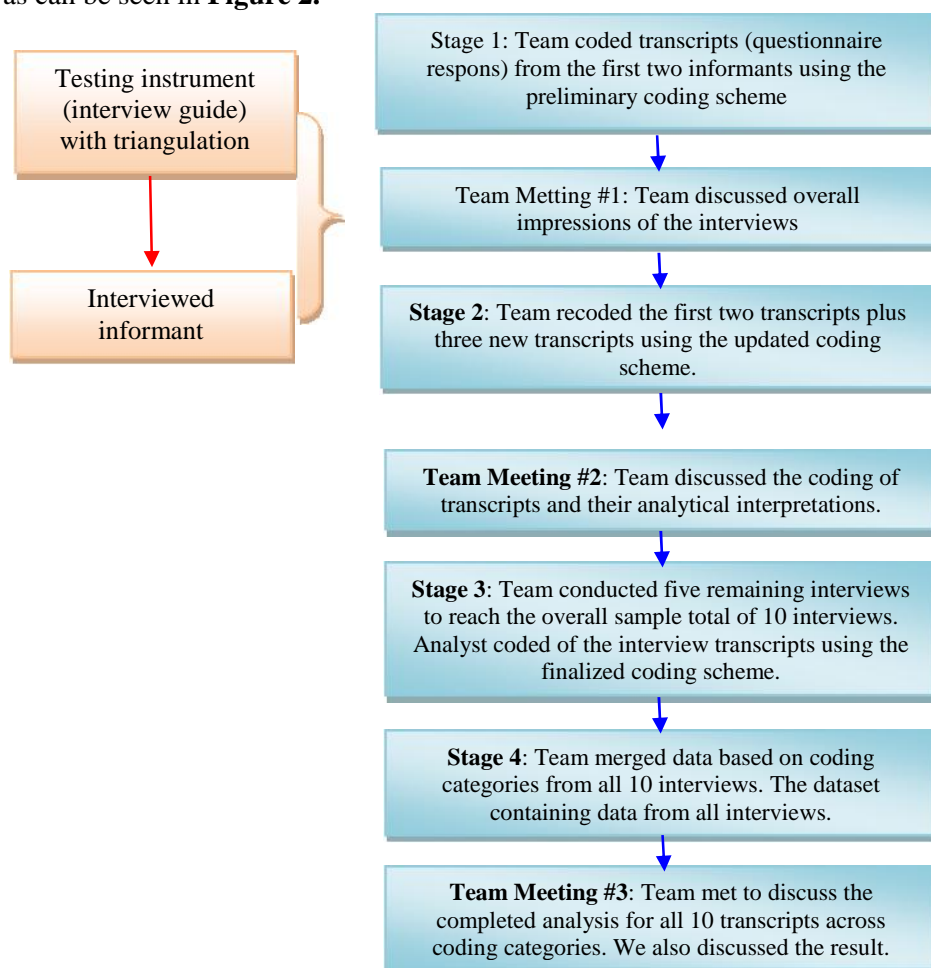 as can be seen in Figure 2.
Testing instrument
(interview guide)
with triangulation
Interviewed
informant
Stage 1: Team coded transcripts (questionnaire
respons) from the first two informants using the
preliminary coding scheme
Team Metting #1: Team discussed overall
impressions of the interviews
Stage 2: Team recoded the first two transcripts plus
three new transcripts using the updated coding
scheme.
Team Meeting #2: Team discussed the coding of
transcripts and their analytical interpretations.
Stage 3: Team conducted five remaining interviews
to reach the overall sample total of 10 interviews.
Analyst coded of the interview transcripts using the
finalized coding scheme.
Stage 4: Team merged data based on coding
categories from all 10 interviews. The dataset
containing data from all interviews.
Team Meeting #3: Team met to discuss the
completed analysis for all 10 transcripts across
coding categories. We also discussed the result.